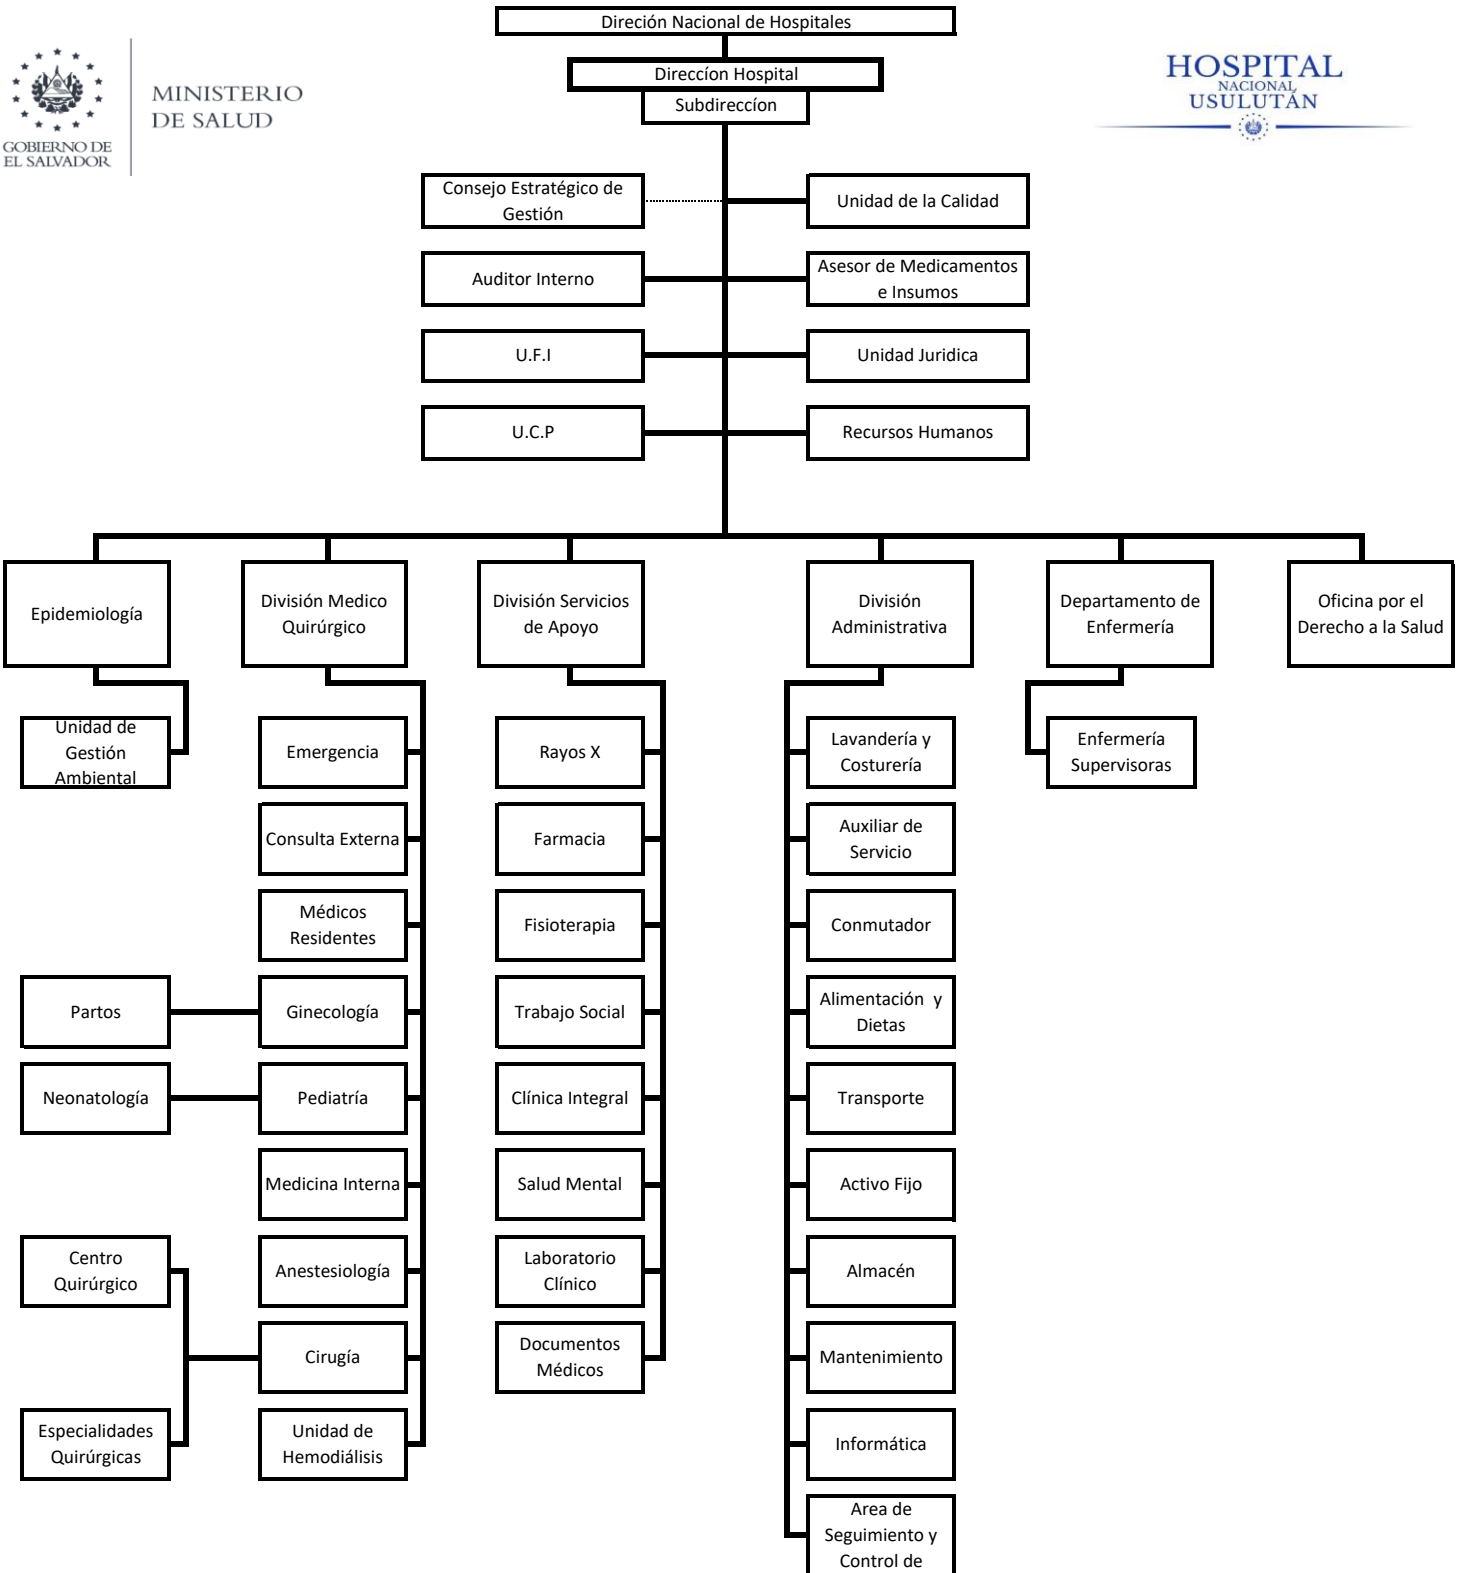 Direción Nacional de Hospitales
Direccíon Hospital
Subdireccíon
GOBIERNO DE
EL SALVADOR
MINISTERIO
DE SALUD
HOSPITAL
NACIONAL
USULUTÁN
Consejo Estratégico de
Gestión
Unidad de la Calidad
Auditor Interno
Asesor de Medicamentos
e Insumos
U.F.I
Unidad Juridica
U.C.P
Recursos Humanos
Epidemiología
División Medico
Quirúrgico
División Servicios
de Apoyo
División
Administrativa
Departamento de
Enfermería
Oficina por el
Derecho a la Salud
Unidad de
Gestión
Ambiental
Emergencia
Rayos X
Lavandería y
Costurería
Enfermería
Supervisoras
Consulta Externa
Farmacia
Auxiliar de
Servicio
Médicos
Residentes
Fisioterapia
Conmutador
Partos
Ginecología
Trabajo Social
Alimentación y
Dietas
Neonatología
Pediatría
Clínica Integral
Transporte
Medicina Interna
Salud Mental
Activo Fijo
Centro
Quirúrgico
Anestesiología
Laboratorio
Clínico
Almacén
Cirugía
Documentos
Médicos
Mantenimiento
Especialidades
Quirúrgicas
Unidad de
Hemodiálisis
Informática
Area de
Seguimiento y
Control de